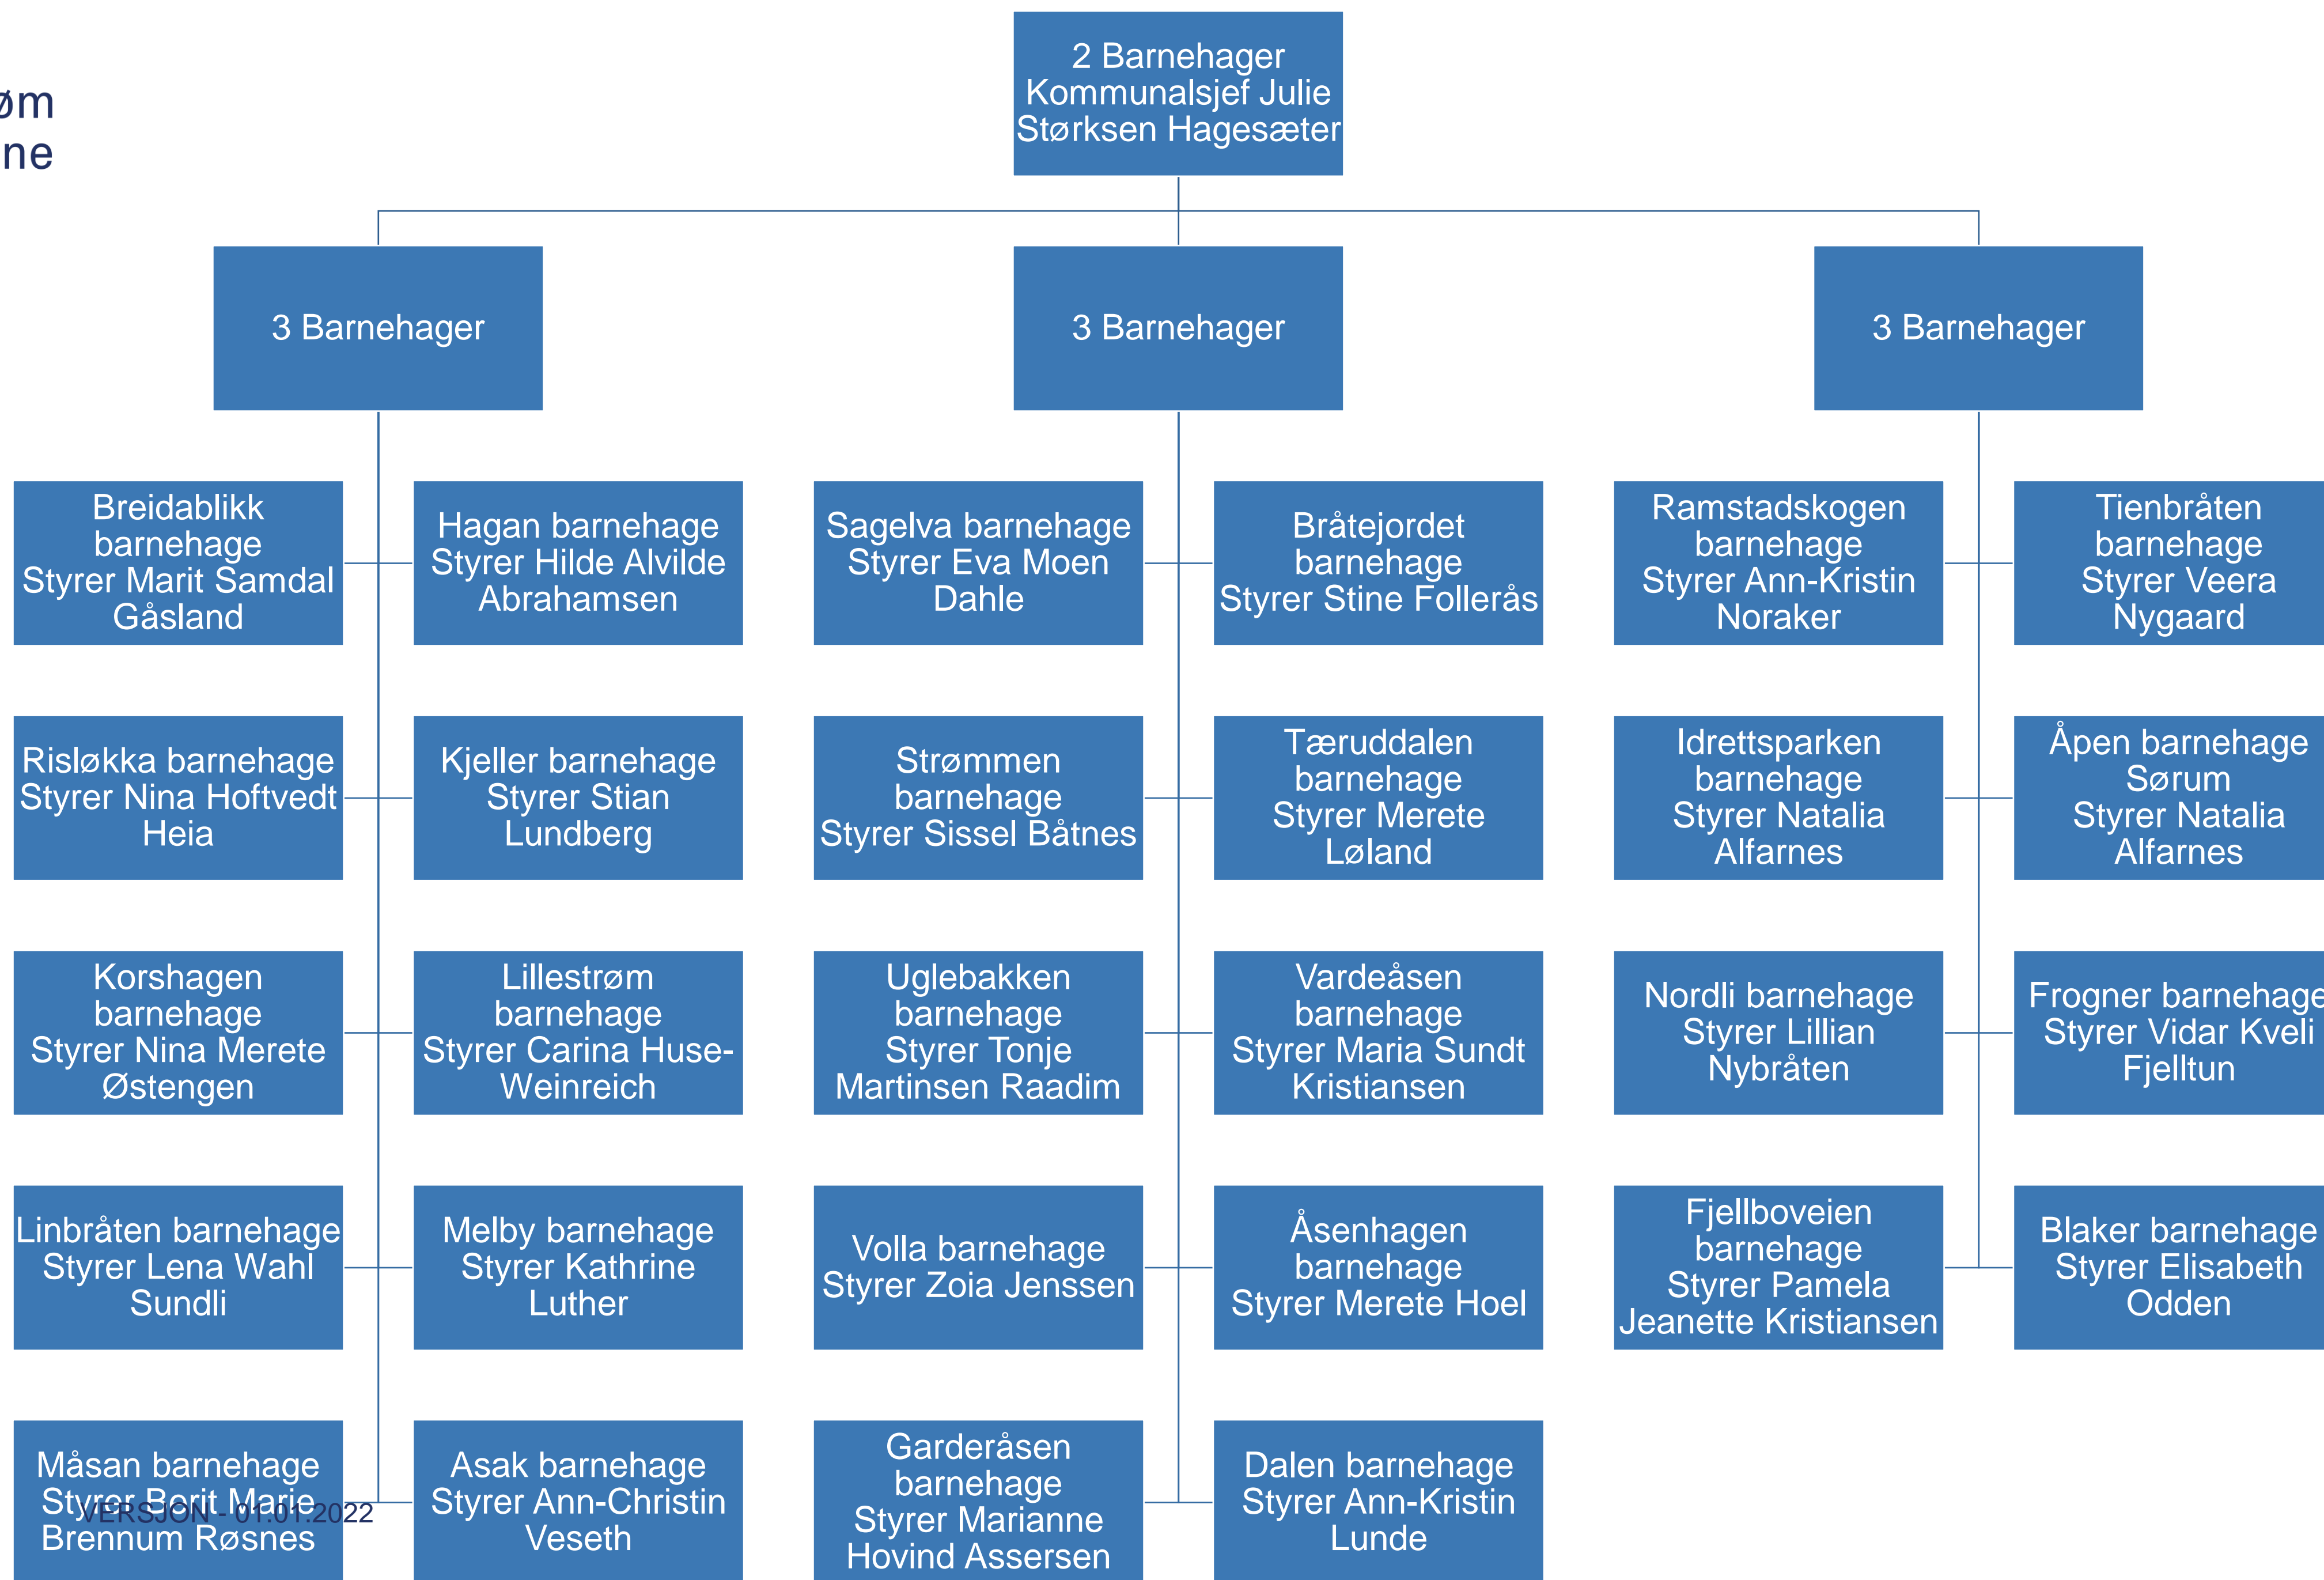 øm
ne
2 Barnehager
Kommunalsjef Julie
Størksen Hagesæter
3 Barnehager
3 Barnehager
3 Barnehager
Breidablikk
barnehage
Styrer Marit Samdal
Gåsland
Hagan barnehage
Styrer Hilde Alvilde
Abrahamsen
Sagelva barnehage
Styrer Eva Moen
Dahle
Bråtejordet
barnehage
Styrer Stine Follerås
Ramstadskogen
barnehage
Styrer Ann-Kristin
Noraker
Tienbråten
barnehage
Styrer Veera
Nygaard
Risløkka barnehage
Styrer Nina Hoftvedt
Heia
Kjeller barnehage
Styrer Stian
Lundberg
Strømmen
barnehage
Styrer Sissel Båtnes
Tæruddalen
barnehage
Styrer Merete
Løland
Idrettsparken
barnehage
Styrer Natalia
Alfarnes
Åpen barnehage
Sørum
Styrer Natalia
Alfarnes
Korshagen
barnehage
Styrer Nina Merete
Østengen
Lillestrøm
barnehage
Styrer Carina Huse-
Weinreich
Uglebakken
barnehage
Styrer Tonje
Martinsen Raadim
Vardeåsen
barnehage
Styrer Maria Sundt
Kristiansen
Nordli barnehage
Styrer Lillian
Nybråten
Frogner barnehage
Styrer Vidar Kveli
Fjelltun
Linbråten barnehage
Styrer Lena Wahl
Sundli
Melby barnehage
Styrer Kathrine
Luther
Volla barnehage
Styrer Zoia Jenssen
Åsenhagen
barnehage
Styrer Merete Hoel
Fjellboveien
barnehage
Styrer Pamela
Jeanette Kristiansen
Blaker barnehage
Styrer Elisabeth
Odden
Måsan barnehage
Styrer Berit Marie
Brennum Røsnes
VERSJON - 01.01.2022
Asak barnehage
Styrer Ann-Christin
Veseth
Garderåsen
barnehage
Styrer Marianne
Hovind Assersen
Dalen barnehage
Styrer Ann-Kristin
Lunde